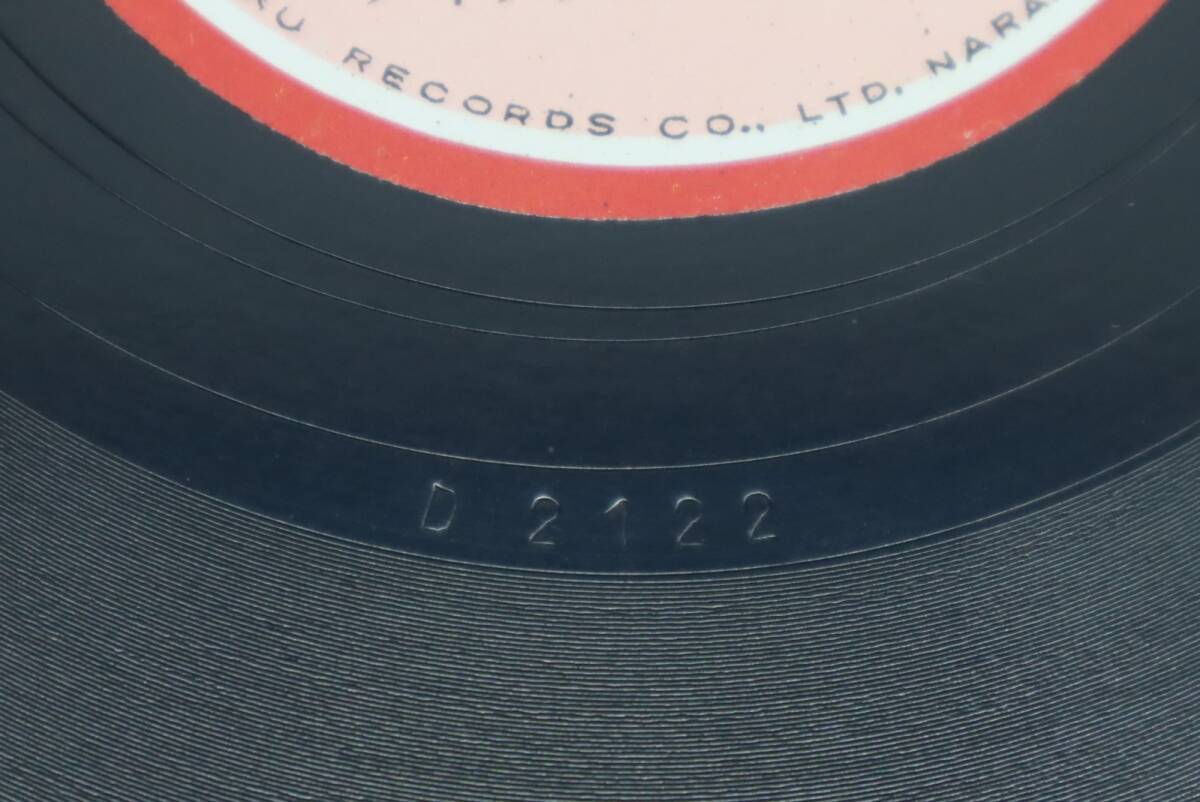 RECORDS CO., LTD. NARA
D 2122